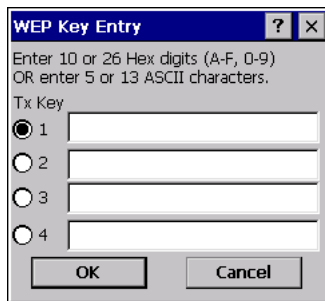 WEP Key Entry ? ×
Enter 10 or 26 Hex digits (A-F, 0-9)
OR enter 5 or 13 ASCII characters.
Tx Key
1
2
3
4
OK Cancel